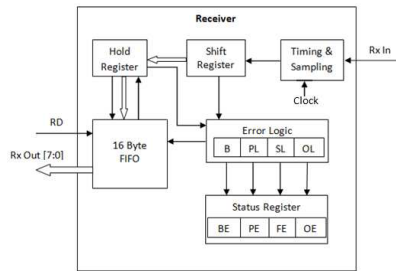 Receiver
Hold
Register
Shift
Register
Timing &
Sampling
Rx In
Clock
RD
Rx Out [7:0]
16 Byte
FIFO
Error Logic
B PL SL OL
Status Register
BE PE FE OE